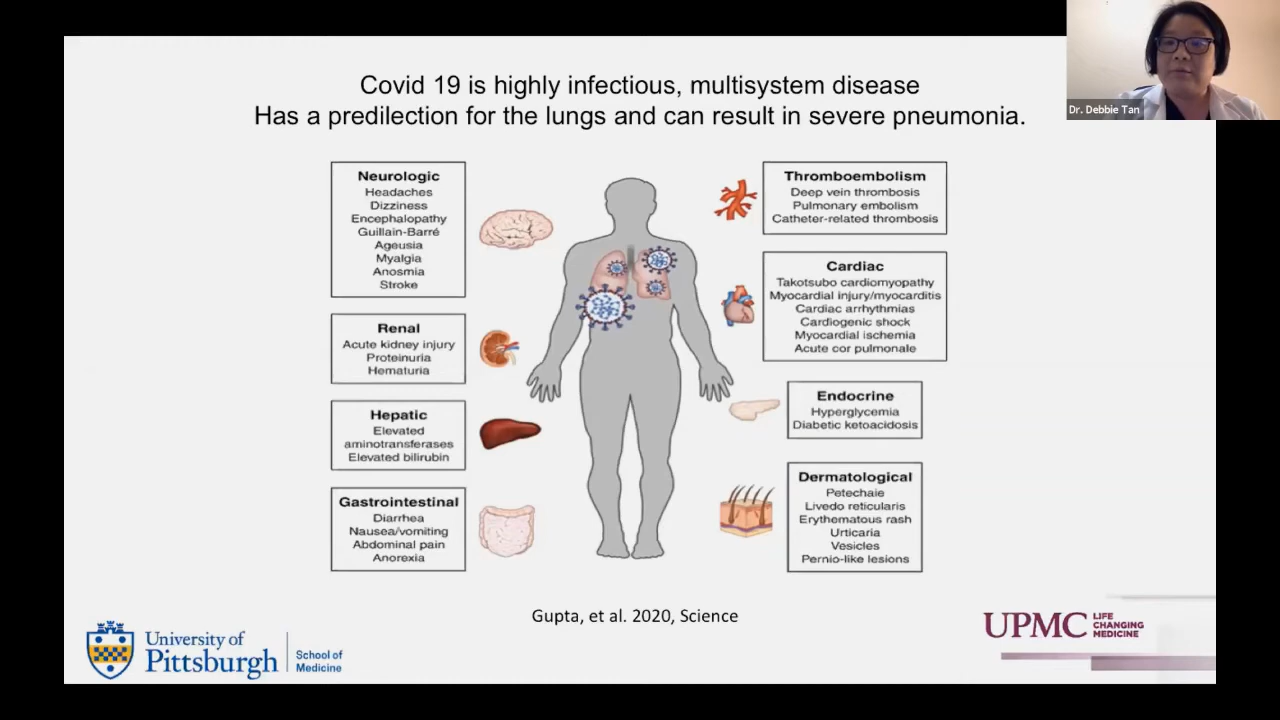 Covid 19 is highly infectious, multisystem disease
Has a predilection for the lungs and can result in severe pneumonia.
Dr. Debbie Tan
Neurologic
Headaches
Dizziness
Encephalopathy
Guillain-Barré
Ageusia
Myalgia
Anosmia
Stroke
Renal
Acute kidney injury
Proteinuria
Hematuria
Hepatic
Elevated
aminotransferases
Elevated bilirubin
Gastrointestinal
Diarrhea
Nausea/vomiting
Abdominal pain
Anorexia
Thromboembolism
Deep vein thrombosis
Pulmonary embolism
Catheter-related thrombosis
Cardiac
Takotsubo cardiomyopathy
Myocardial injury/myocarditis
Cardiac arrhythmias
Cardiogenic shock
Myocardial ischemia
Acute cor pulmonale
Endocrine
Hyperglycemia
Diabetic ketoacidosis
Dermatological
Petechaie
Livedo reticularis
Erythematous rash
Urticaria
Vesicles
Pernio-like lesions
Gupta, et al. 2020, Science
University of
Pittsburgh
School of
Medicine
UPMC
LIFE
CHANGING
MEDICINE